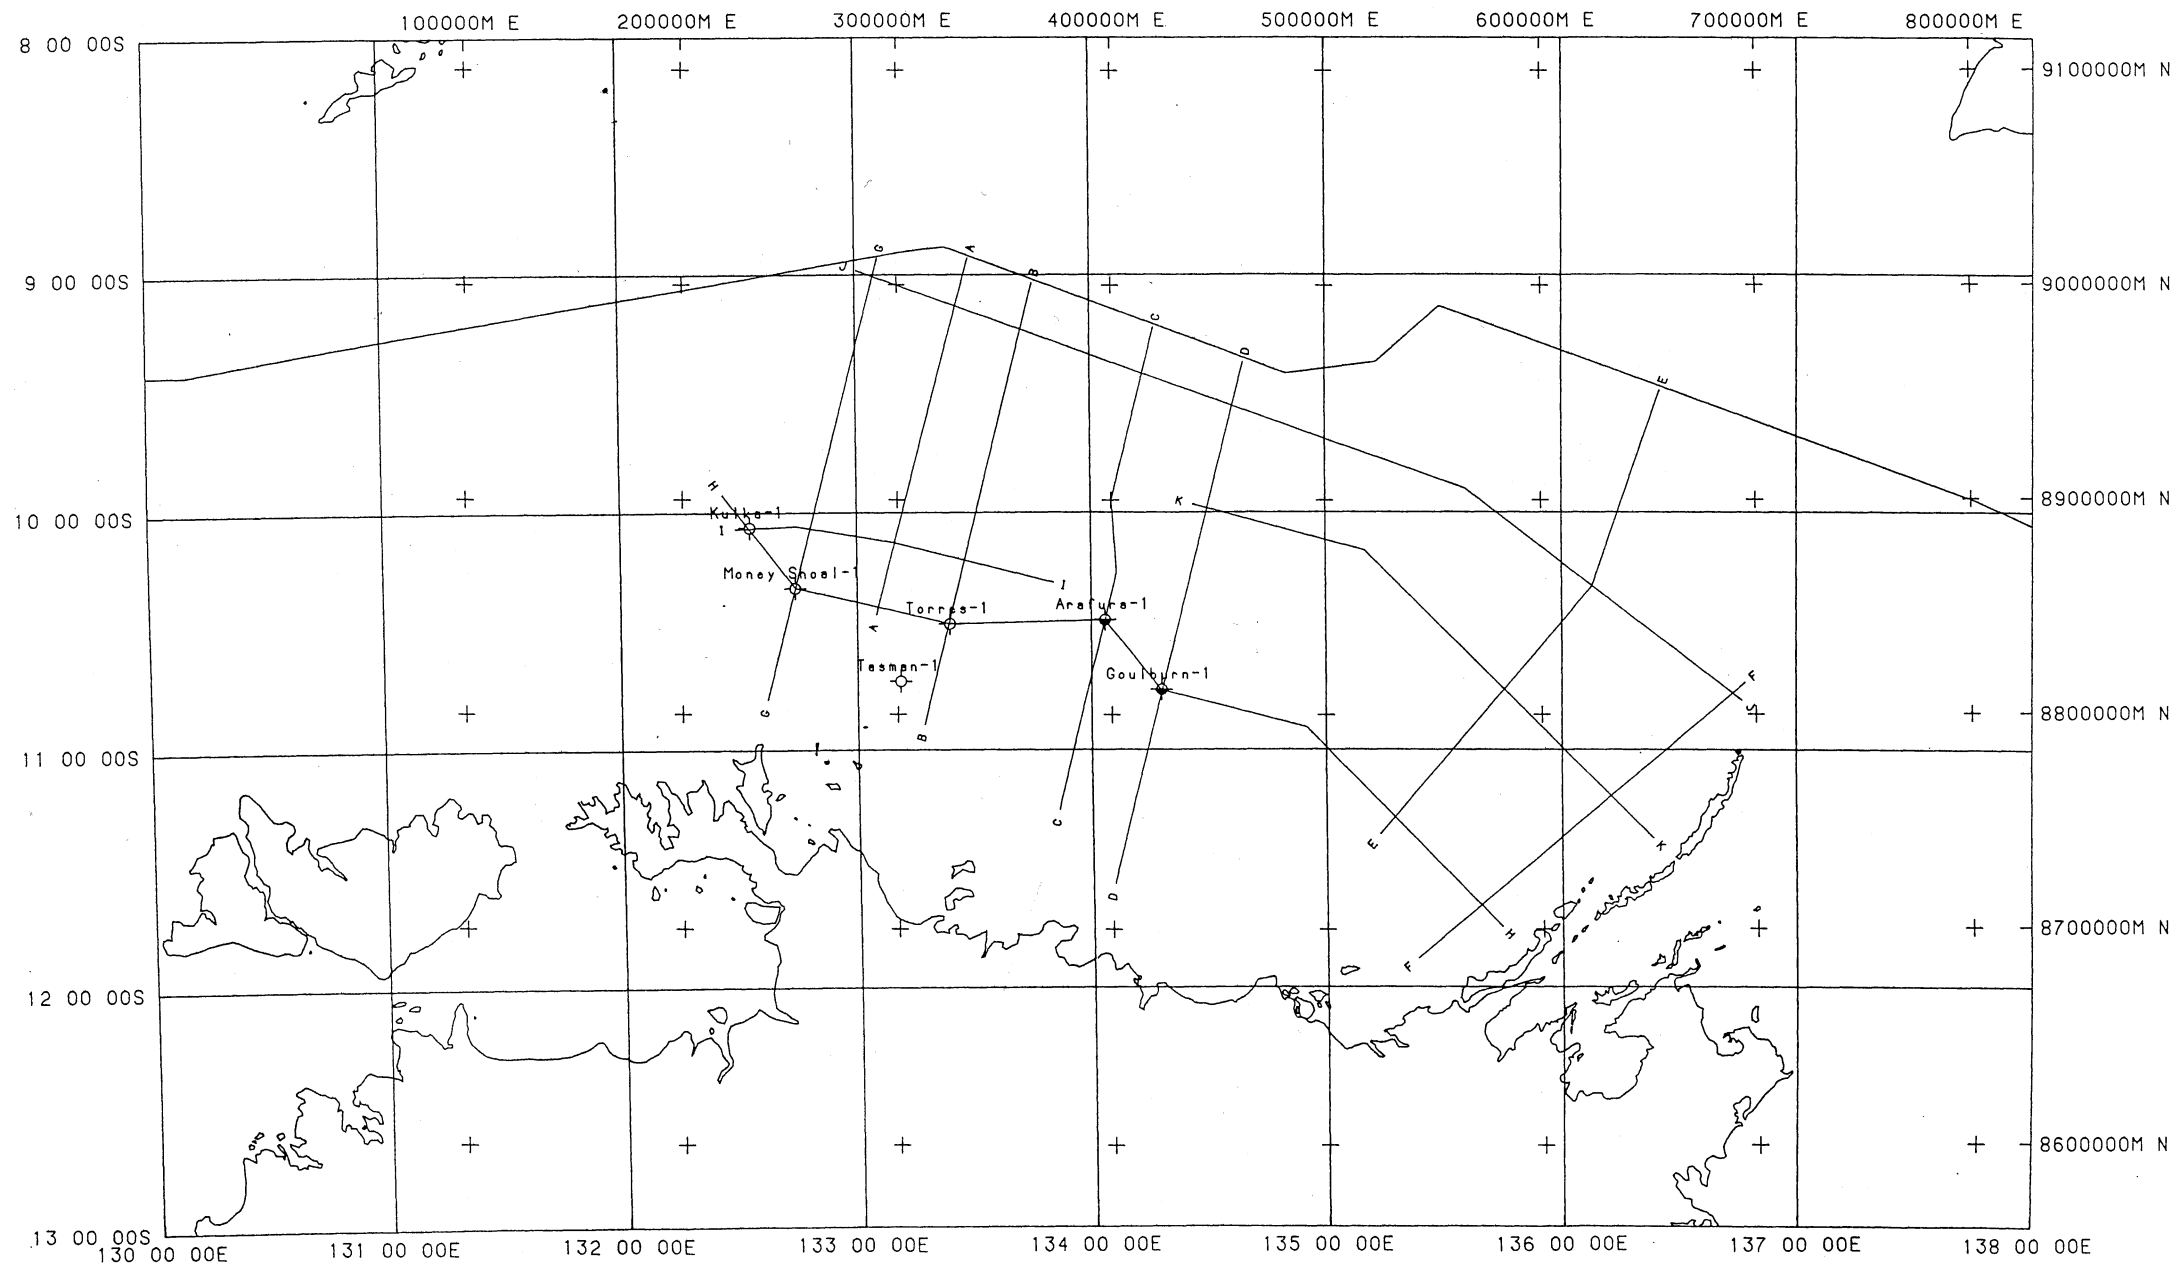 100000M E 200000M E 300000M E 400000M E 500000M E 600000M E 700000M E 800000M E
8 00 00S
9100000M N
G A B
J
9 00 00S
9000000M N
C
D
E
H
K
8900000M N
10 00 00S
Kulka-1
I
Money Shoal-1
I
Torres-1
Arafura-1
A
Tasman-1
Goulburn-1
F
G
J
8800000M N
B
11 00 00S
C
E
K
D
8700000M N
H
F
12 00 00S
8600000M N
13 00 00S
130 00 00E 131 00 00E 132 00 00E 133 00 00E 134 00 00E 135 00 00E 136 00 00E 137 00 00E 138 00 00E